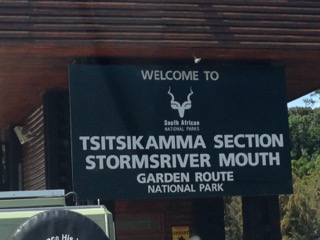 WELCOME TO
South African
NATIONAL PARKS
TSITSIKAMMA SECTION
STORMSRIVER MOUTH
GARDEN ROUTE
NATIONAL PARK